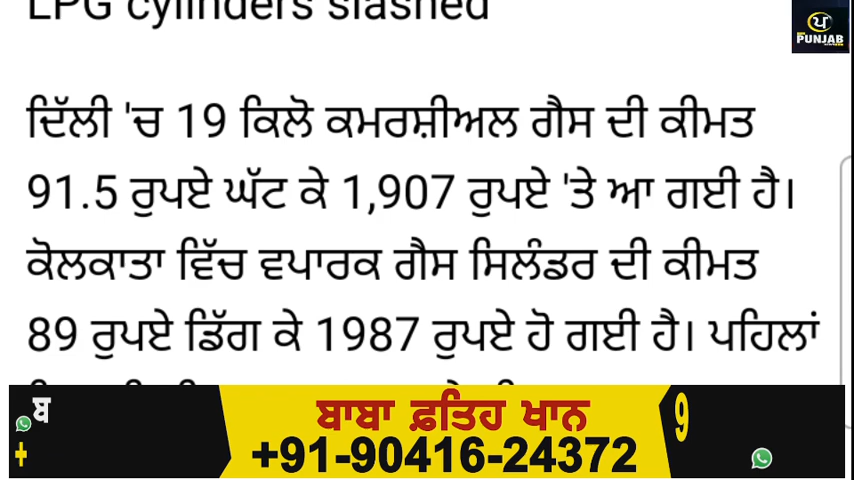 LPG cylinders slashed
ਪ
PUNJAB
ਦਿੱਲੀ 'ਚ 19 ਕਿਲੋ ਕਮਰਸ਼ੀਅਲ ਗੈਸ ਦੀ ਕੀਮਤ
91.5 ਰੁਪਏ ਘੱਟ ਕੇ 1,907 ਰੁਪਏ 'ਤੇ ਆ ਗਈ ਹੈ।
ਕੋਲਕਾਤਾ ਵਿੱਚ ਵਪਾਰਕ ਗੈਸ ਸਿਲੰਡਰ ਦੀ ਕੀਮਤ
89 ਰੁਪਏ ਡਿੱਗ ਕੇ 1987 ਰੁਪਏ ਹੋ ਗਈ ਹੈ। ਪਹਿਲਾਂ
ਬ
+
ਬਾਬਾ ਫ਼ਤਿਹ ਖਾਨ
+91-90416-24372
9